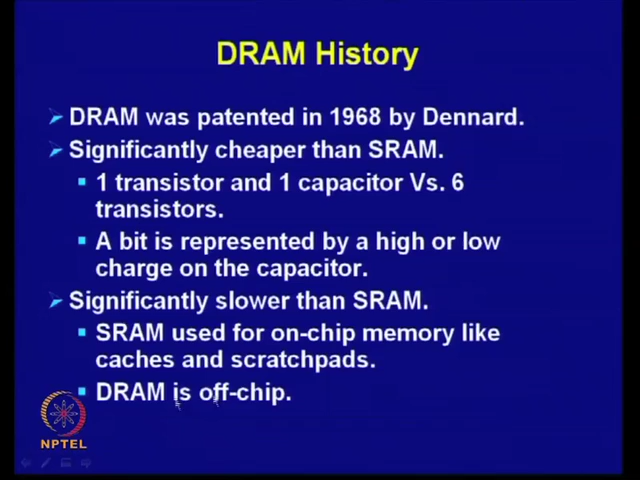 DRAM History
DRAM was patented in 1968 by Dennard.
Significantly cheaper than SRAM.
1 transistor and 1 capacitor Vs. 6
transistors.
A bit is represented by a high or low
charge on the capacitor.
Significantly slower than SRAM.
SRAM used for on-chip memory like
caches and scratchpads.
DRAM is off-chip.
NPTEL